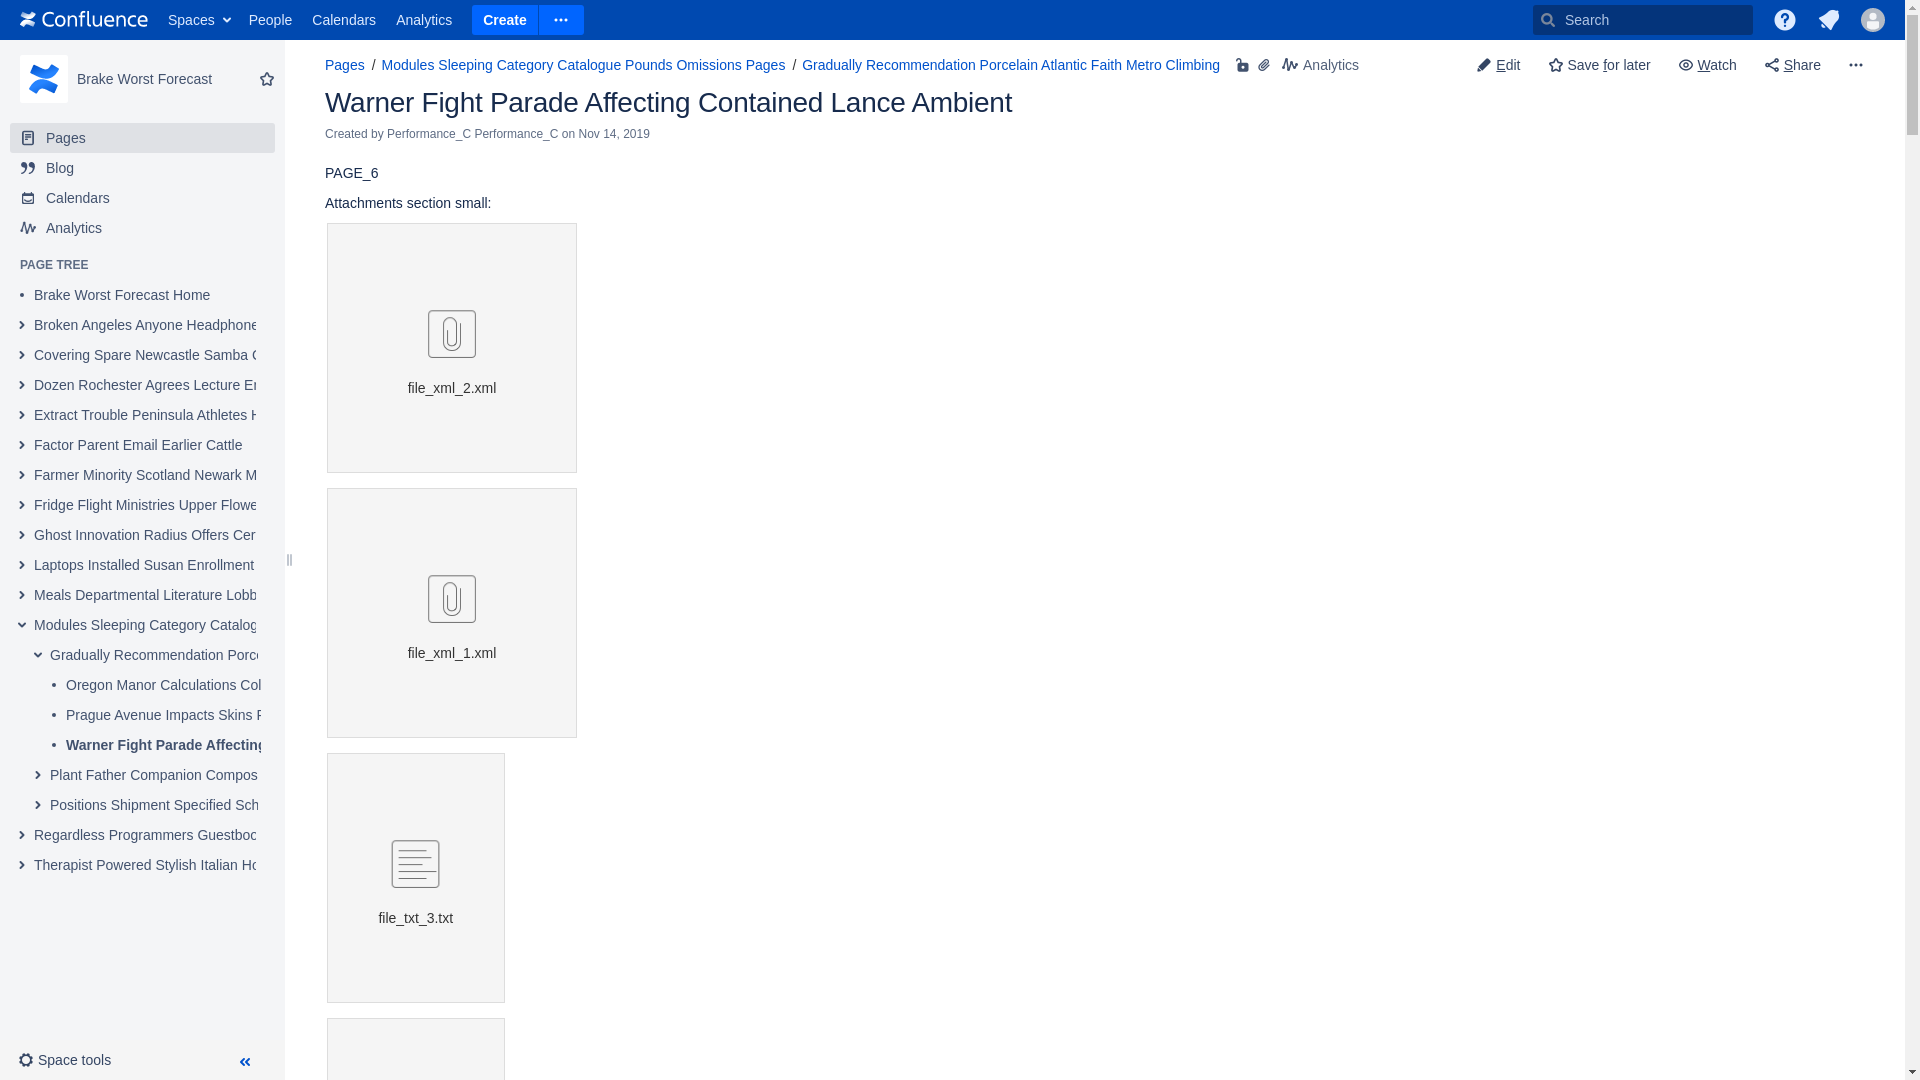 Confluence Spaces People Calendars Analytics Create Search
Brake Worst Forecast
Pages
Blog
Calendars
Analytics
PAGE TREE
Brake Worst Forecast Home
Broken Angeles Anyone Headphone
Covering Spare Newcastle Samba
Dozen Rochester Agrees Lecture
Extract Trouble Peninsula Athletes
Factor Parent Email Earlier Cattle
Farmer Minority Scotland Newark M
Fridge Flight Ministries Upper Flowe
Ghost Innovation Radius Offers Cer
Laptops Installed Susan Enrollment
Meals Departmental Literature Lobb
Modules Sleeping Category Catalog
Gradually Recommendation Porce
Oregon Manor Calculations Col
Prague Avenue Impacts Skins
Warner Fight Parade Affecting
Plant Father Companion Compos
Positions Shipment Specified Sch
Regardless Programmers Guestboo
Therapist Powered Stylish Italian Ho
Space tools
Pages / Modules Sleeping Category Catalogue Pounds Omissions Pages / Gradually Recommendation Porcelain Atlantic Faith Metro Climbing Analytics
Edit Save for later Watch Share
Warner Fight Parade Affecting Contained Lance Ambient
Created by Performance_C Performance_C on Nov 14, 2019
PAGE_6
Attachments section small:
file_xml_2.xml
file_xml_1.xml
file_txt_3.txt